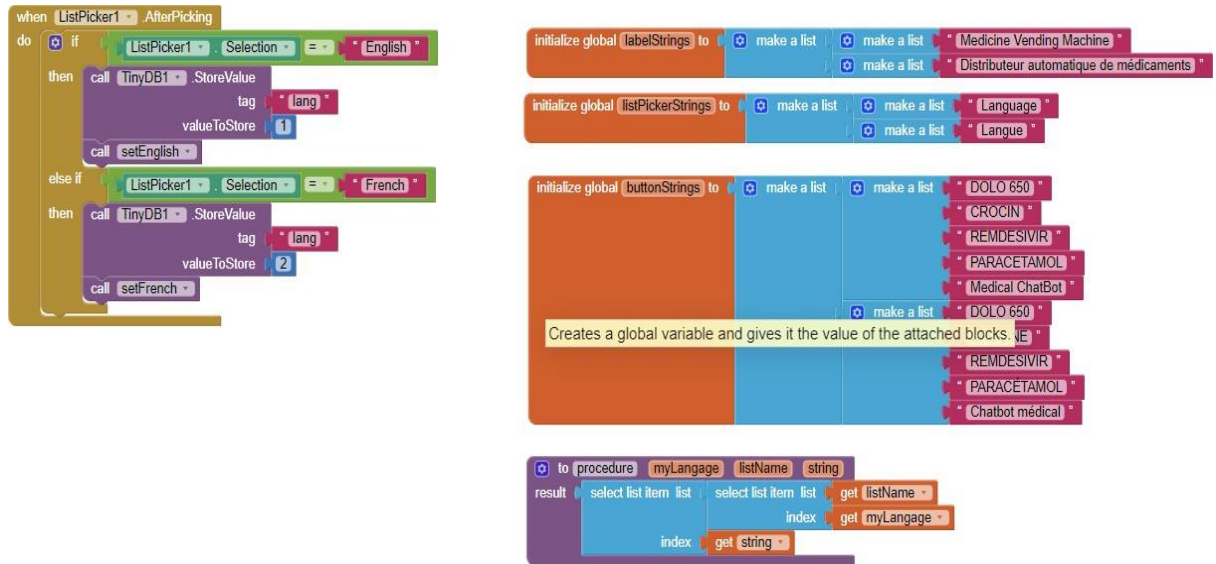 when ListPicker1 .AfterPicking
do if ListPicker1 . Selection = " English "
then call TinyDB1 .StoreValue
tag " lang "
valueToStore 1
call setEnglish
else if ListPicker1 . Selection = " French "
then call TinyDB1 .StoreValue
tag " lang "
valueToStore 2
call setFrench
initialize global labelStrings to make a list make a list " Medicine Vending Machine "
make a list " Distributeur automatique de médicaments "
initialize global listPickerStrings to make a list make a list " Language "
make a list " Langue "
initialize global buttonStrings to make a list make a list " DOLO 650 "
" CROCIN "
" REMDESIVIR "
" PARACETAMOL "
" Medical ChatBot "
make a list " DOLO 650 "
Creates a global variable and gives it the value of the attached blocks.
" REMDESIVIR "
" PARACÉTAMOL "
" Chatbot médical "
to procedure myLangage listName string
result select list item list select list item list get listName
index get myLangage
index get string